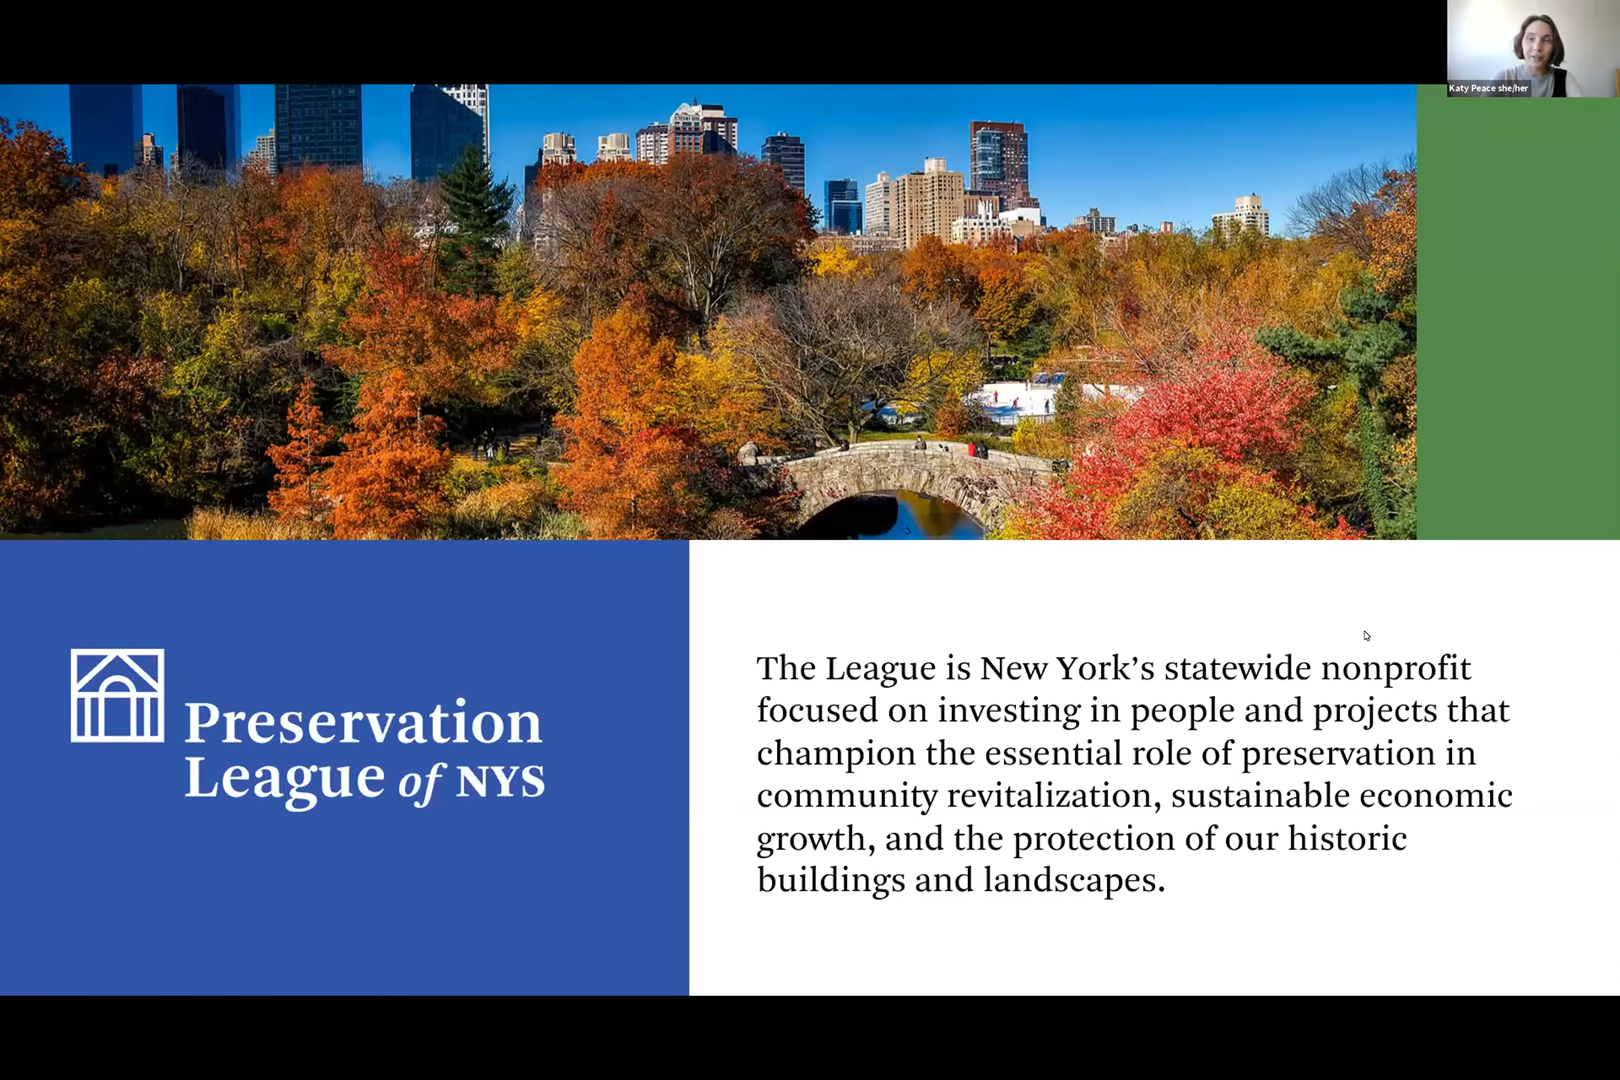 Katy Peace she/her
Preservation
League of NYS
The League is New York’s statewide nonprofit
focused on investing in people and projects that
champion the essential role of preservation in
community revitalization, sustainable economic
growth, and the protection of our historic
buildings and landscapes.